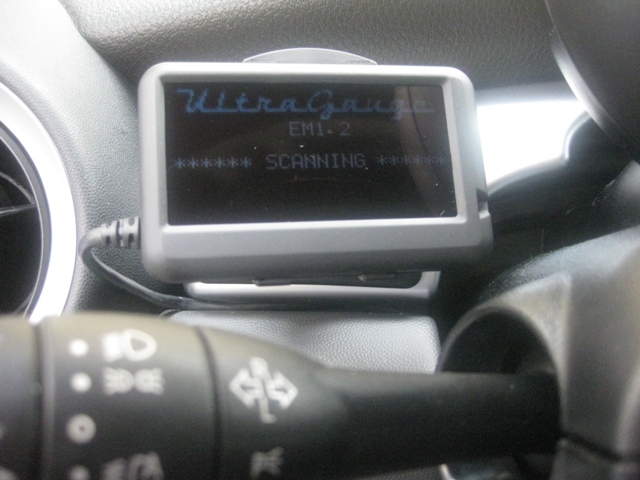 UltraGauge
EM1.2
****** SCANNING ******
R
L